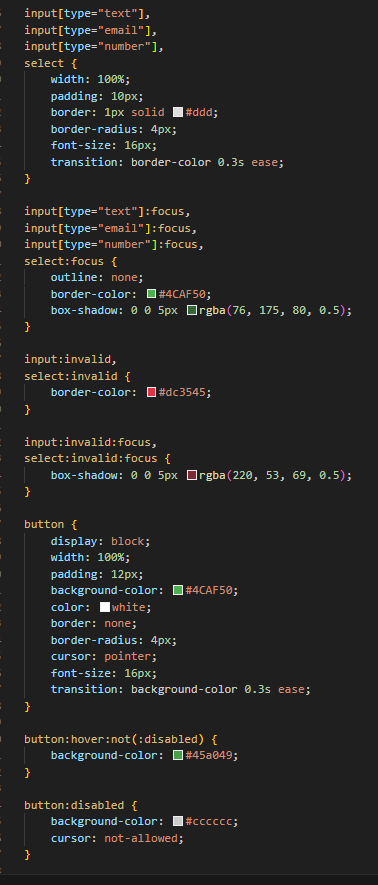 input[type="text"],
input[type="email"],
input[type="number"],
select {
    width: 100%;
    padding: 10px;
    border: 1px solid #ddd;
    border-radius: 4px;
    font-size: 16px;
    transition: border-color 0.3s ease;
}

input[type="text"]:focus,
input[type="email"]:focus,
input[type="number"]:focus,
select:focus {
    outline: none;
    border-color: #4CAF50;
    box-shadow: 0 0 5px rgba(76, 175, 80, 0.5);
}

input:invalid,
select:invalid {
    border-color: #dc3545;
}

input:invalid:focus,
select:invalid:focus {
    box-shadow: 0 0 5px rgba(220, 53, 69, 0.5);
}

button {
    display: block;
    width: 100%;
    padding: 12px;
    background-color: #4CAF50;
    color: white;
    border: none;
    border-radius: 4px;
    cursor: pointer;
    font-size: 16px;
    transition: background-color 0.3s ease;
}

button:hover:not(:disabled) {
    background-color: #45a049;
}

button:disabled {
    background-color: #cccccc;
    cursor: not-allowed;
}